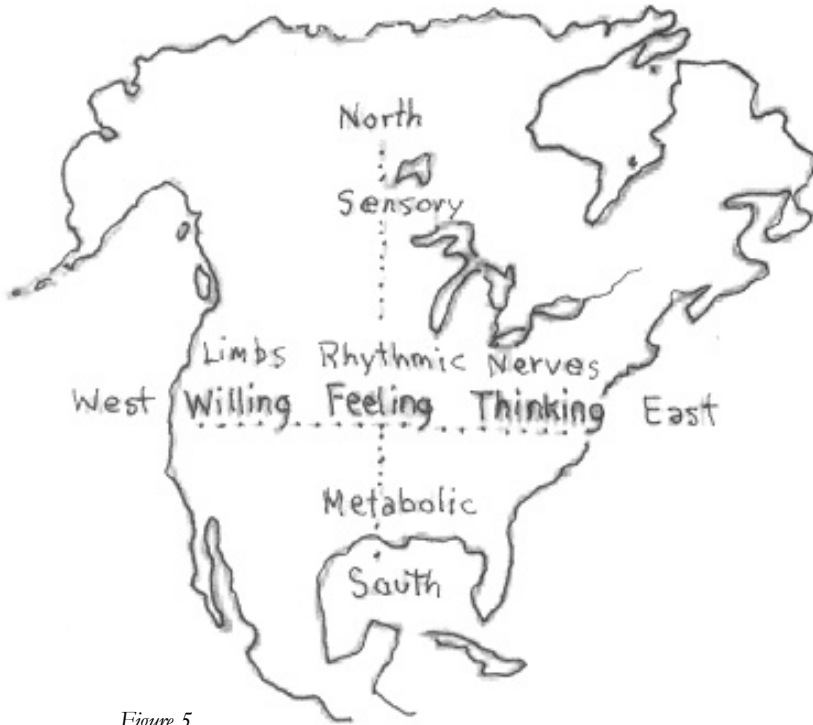 North
Sensory
Limbs Rhythmic Nerves
West Willing Feeling Thinking East
Metabolic
South
Figure 5